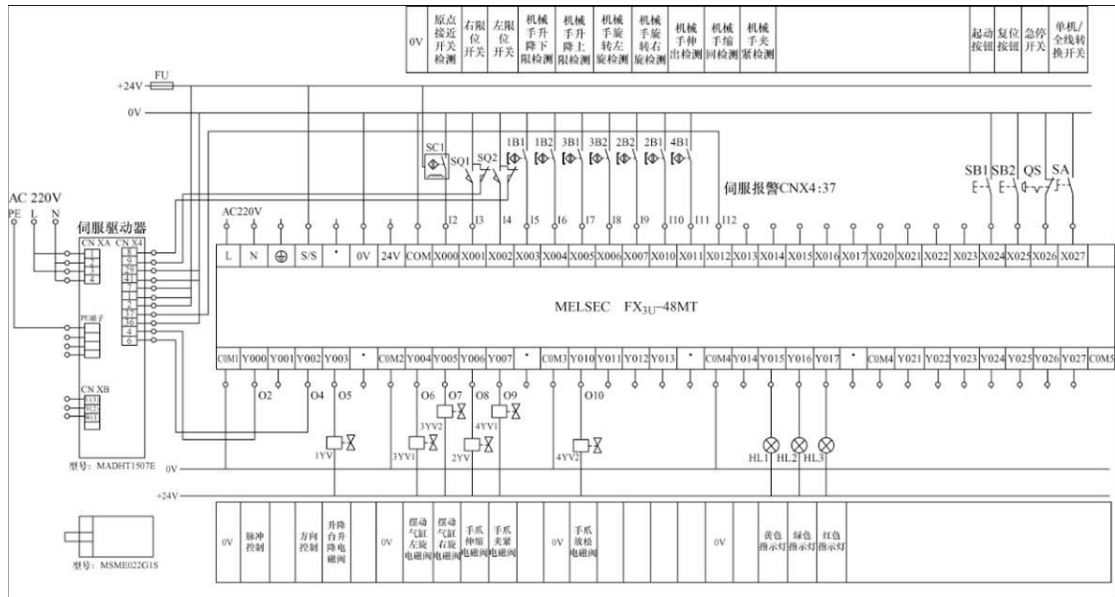 0V
原点接近开关检测
右限位开关
左限位开关
机械手升降下限检测
机械手升降上限检测
机械手旋转左旋检测
机械手旋转右旋检测
机械手伸出检测
机械手缩回检测
机械手夹紧检测
起动按钮
复位按钮
急停开关
单机/全线转换开关
FU
+24V
0V
SC1
SQ1
SQ2
1B1
1B2
3B1
3B2
2B2
2B1
4B1
伺服报警CNX4:37
SB1
SB2
QS
SA
AC 220V
PE L N
伺服驱动器
CN XA
CN X4
8
9
29
41
7
1
2
37
36
4
6
PE端子
CN XB
型号：MADHT1507E
型号：MSME022G1S
AC220V
I2 I3 I4 I5 I6 I7 I8 I9 I10 I11 I12
L N S/S • 0V 24V COM X000 X001 X002 X003 X004 X005 X006 X007 X010 X011 X012 X013 X014 X015 X016 X017 X020 X021 X022 X023 X024 X025 X026 X027
MELSEC FX3U-48MT
COM1 Y000 Y001 Y002 Y003 • COM2 Y004 Y005 Y006 Y007 • COM3 Y010 Y011 Y012 Y013 • COM4 Y014 Y015 Y016 Y017 • COM4 Y021 Y022 Y023 Y024 Y025 Y026 Y027 COM5
O2 O4 O5 O6 O7 O8 O9 O10
1YV
3YV1
3YV2
2YV
4YV1
4YV2
HL1
HL2
HL3
0V
+24V
0V
脉冲控制
方向控制
升降台升降电磁阀
0V
摆动气缸左旋电磁阀
摆动气缸右旋电磁阀
手爪伸缩电磁阀
手爪夹紧电磁阀
0V
手爪放松电磁阀
0V
黄色指示灯
绿色指示灯
红色指示灯